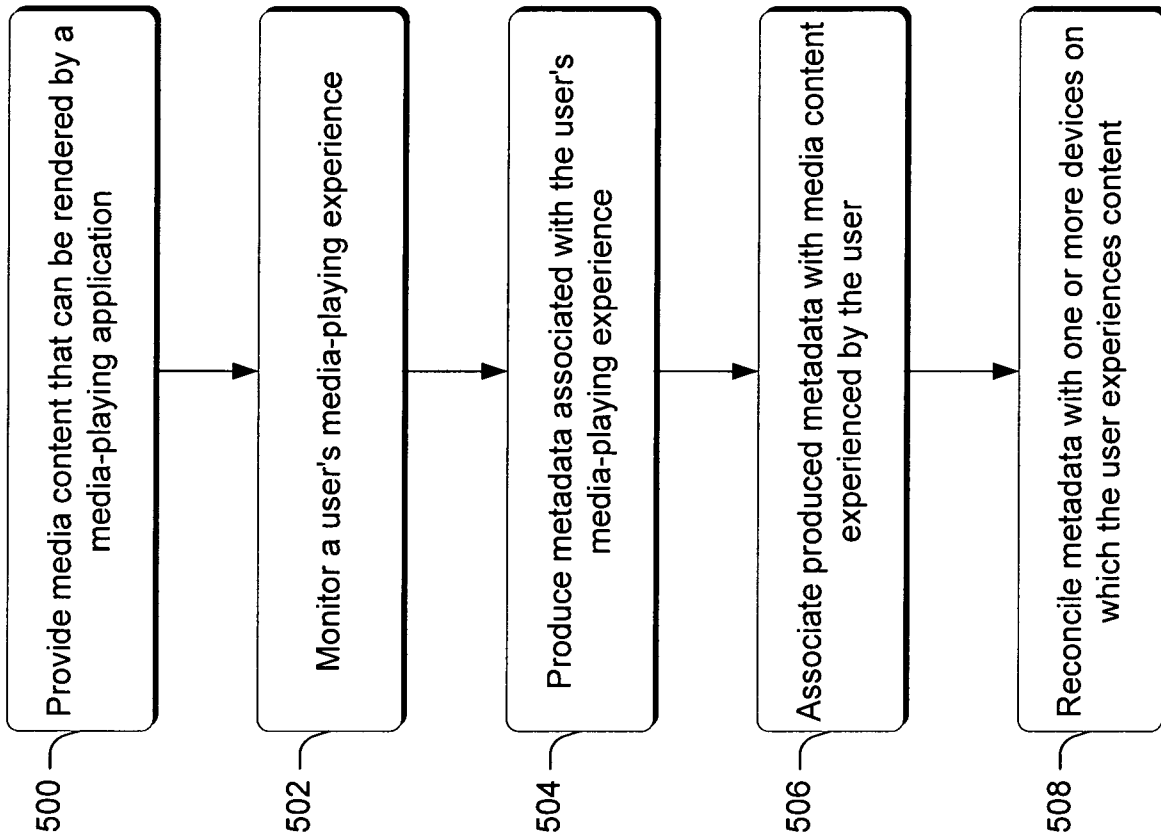 500
Provide media content that can be rendered by a
media-playing application
502
Monitor a user's media-playing experience
504
Produce metadata associated with the user's
media-playing experience
506
Associate produced metadata with media content
experienced by the user
508
Reconcile metadata with one or more devices on
which the user experiences content